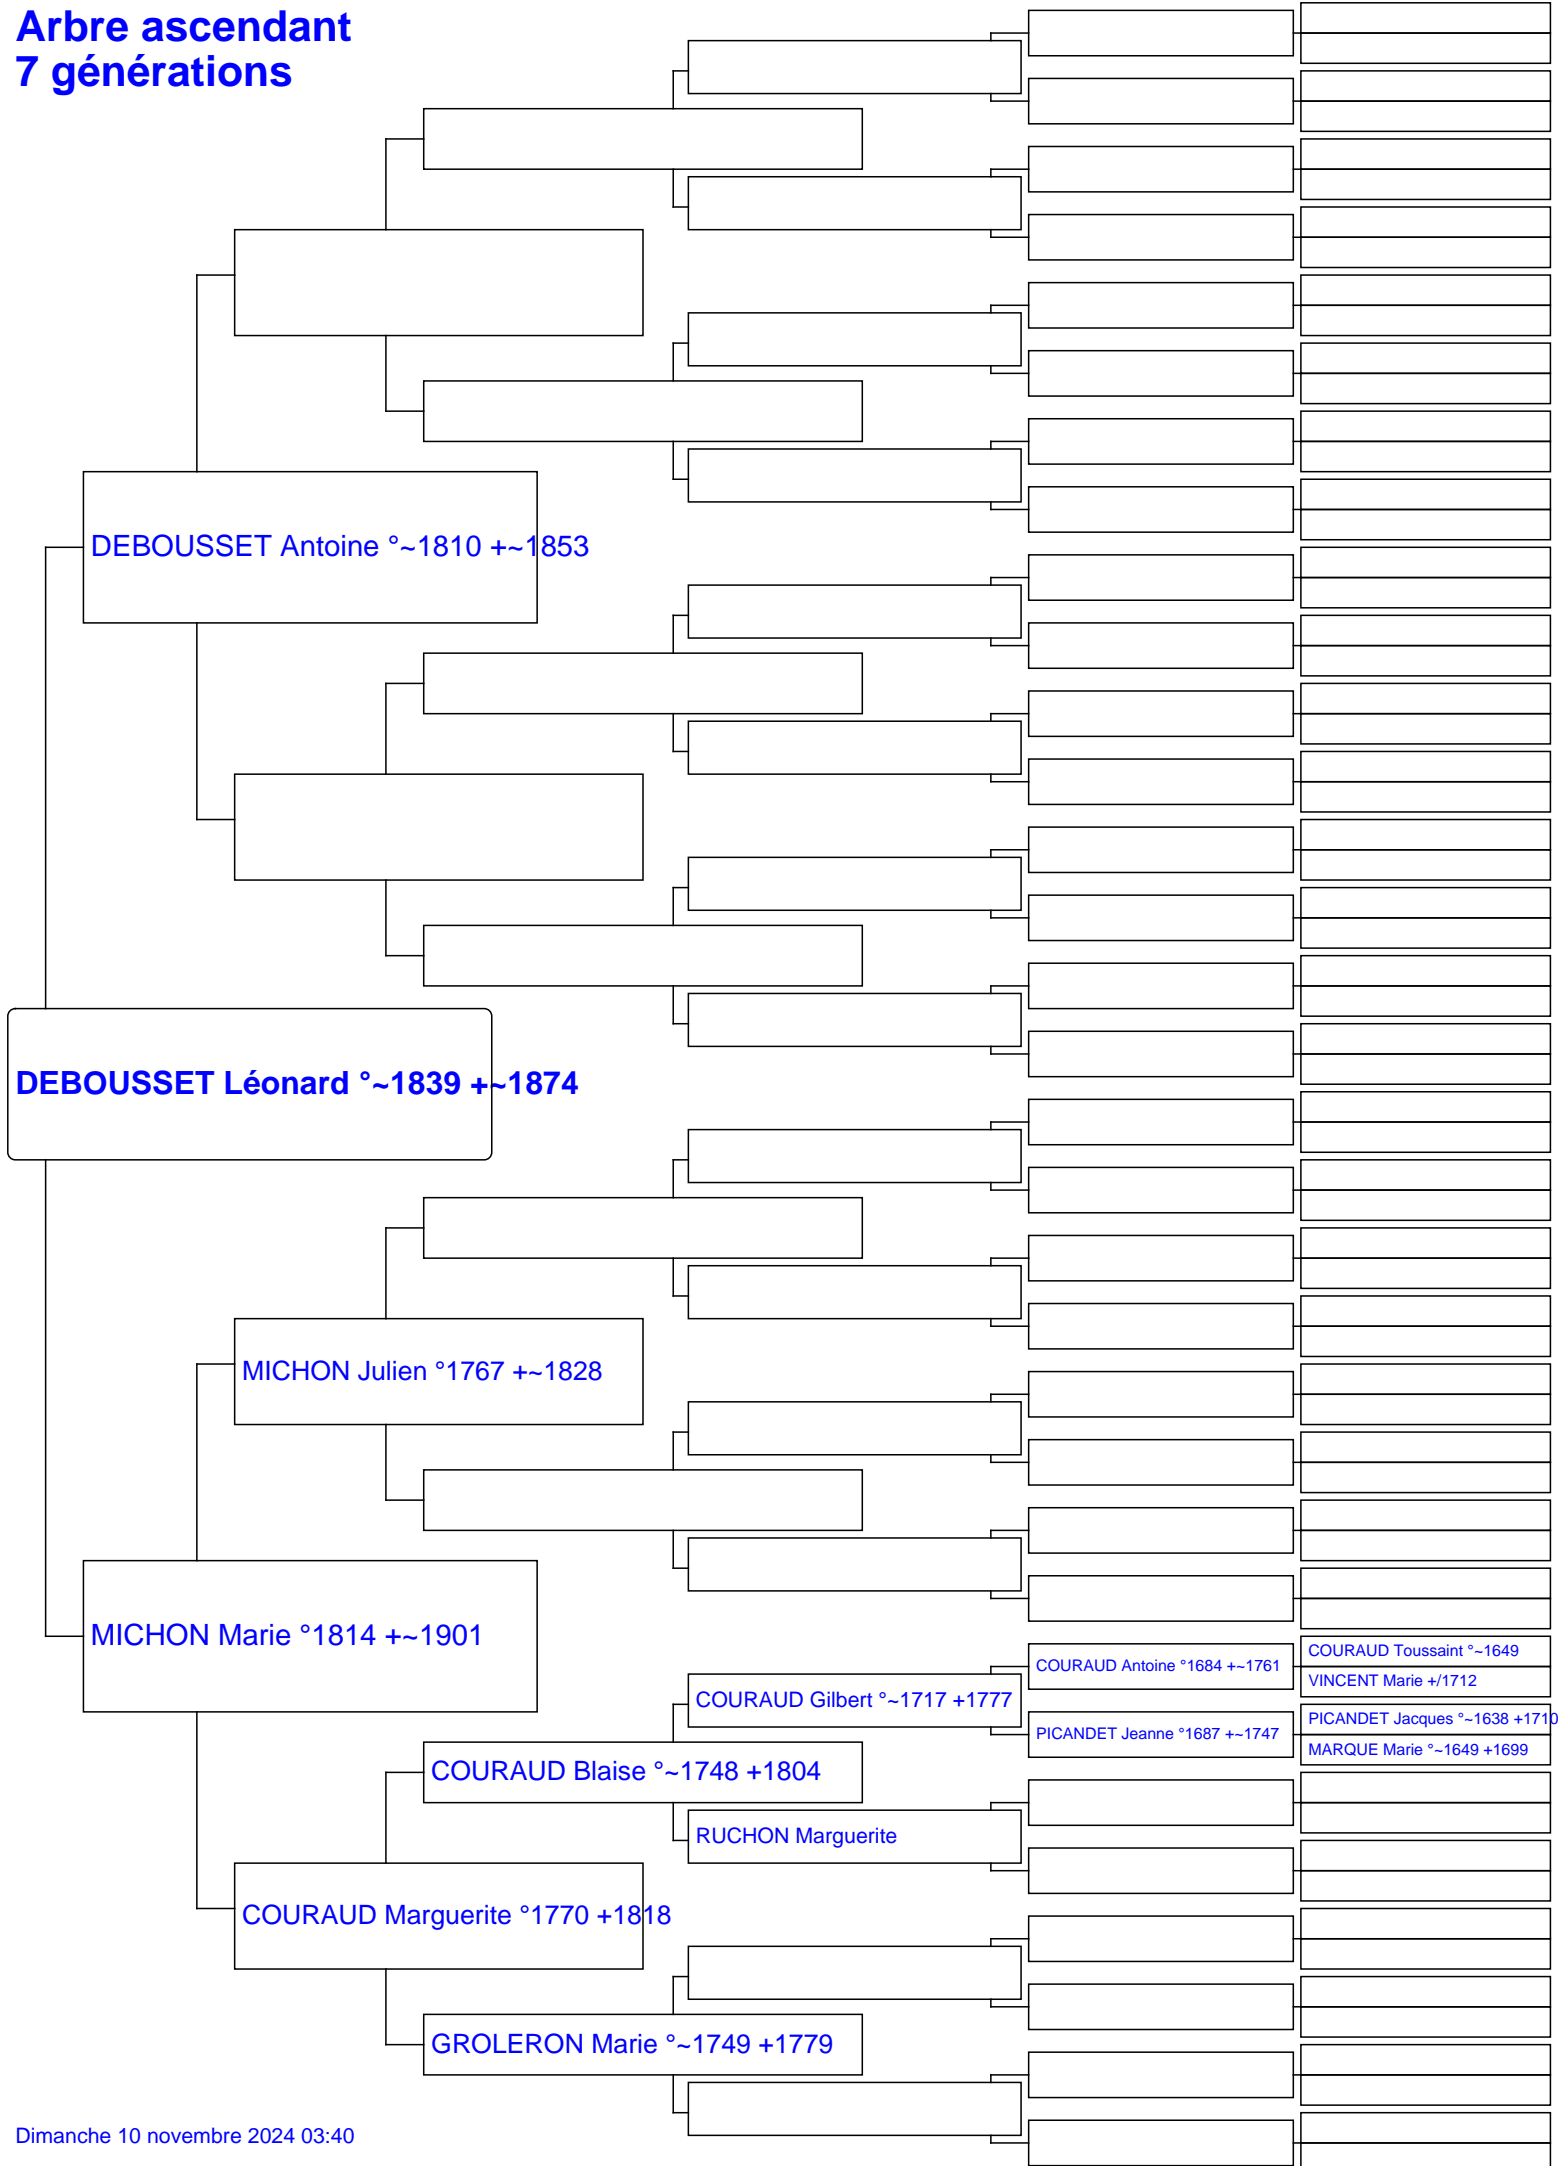 Arbre ascendant
7 générations
DEBOUSSET Antoine °~1810 +~1853
DEBOUSSET Léonard °~1839 +~1874
MICHON Julien °1767 +~1828
MICHON Marie °1814 +~1901
COURAUD Toussaint °~1649
COURAUD Antoine °1684 +~1761
VINCENT Marie +/1712
COURAUD Gilbert °~1717 +1777
PICANDET Jacques °~1638 +1710
PICANDET Jeanne °1687 +~1747
MARQUE Marie °~1649 +1699
COURAUD Blaise °~1748 +1804
RUCHON Marguerite
COURAUD Marguerite °1770 +1818
GROLERON Marie °~1749 +1779
Dimanche 10 novembre 2024 03:40